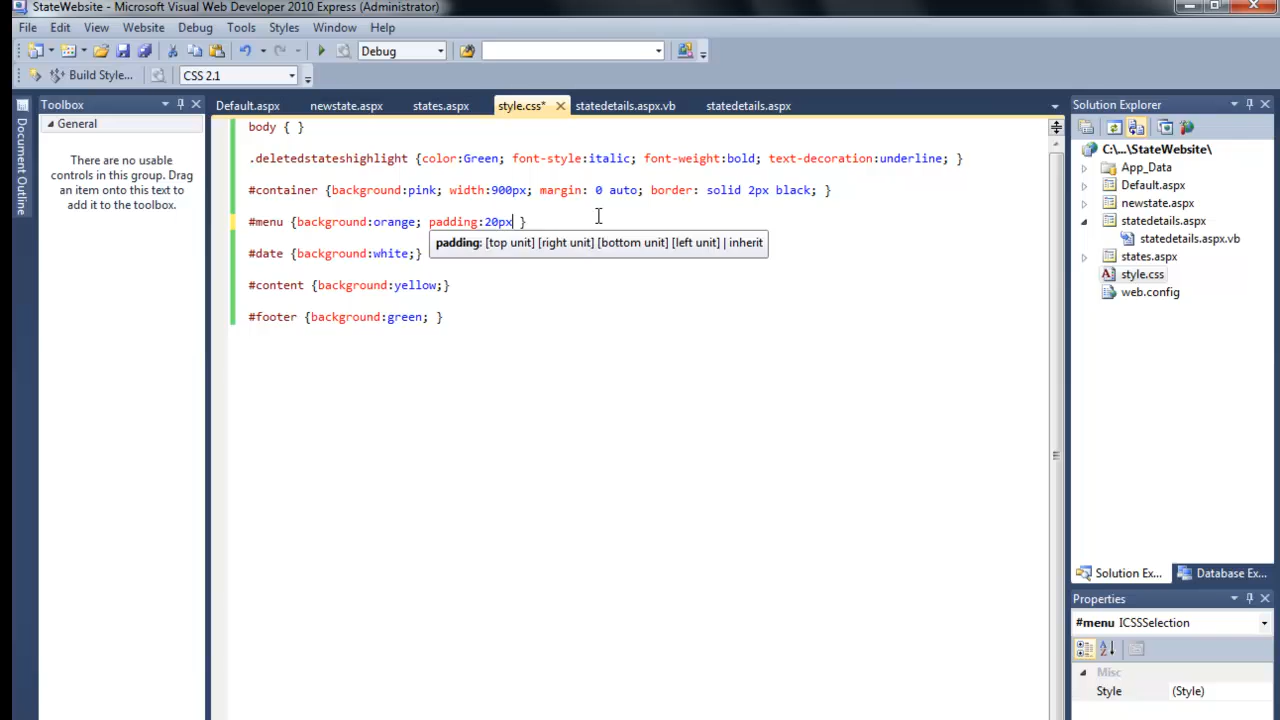 StateWebsite - Microsoft Visual Web Developer 2010 Express (Administrator)
File Edit View Website Debug Tools Styles Window Help
Debug
Build Style... CSS 2.1
Document Outline
Toolbox
General
There are no usable
controls in this group. Drag
an item onto this text to
add it to the toolbox.
Default.aspx newstate.aspx states.aspx style.css* statedetails.aspx.vb statedetails.aspx
body { }
.deletedstateshighlight {color:Green; font-style:italic; font-weight:bold; text-decoration:underline; }
#container {background:pink; width:900px; margin: 0 auto; border: solid 2px black; }
#menu {background:orange; padding:20px }
padding: [top unit] [right unit] [bottom unit] [left unit] | inherit
#date {background:white;}
#content {background:yellow;}
#footer {background:green; }
Solution Explorer
C:\...\StateWebsite\
App_Data
Default.aspx
newstate.aspx
statedetails.aspx
statedetails.aspx.vb
states.aspx
style.css
web.config
Solution Ex... Database Ex...
Properties
#menu ICSSSelection
Misc
Style (Style)